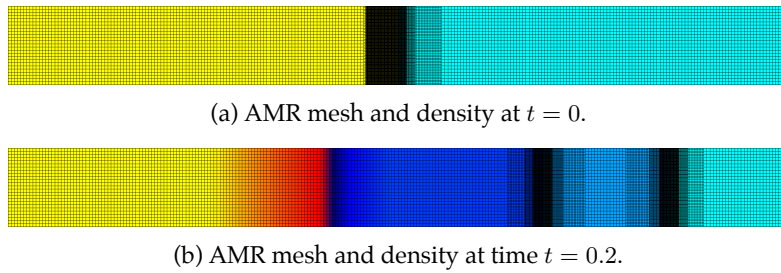 (a) AMR mesh and density at t = 0.
(b) AMR mesh and density at time t = 0.2.